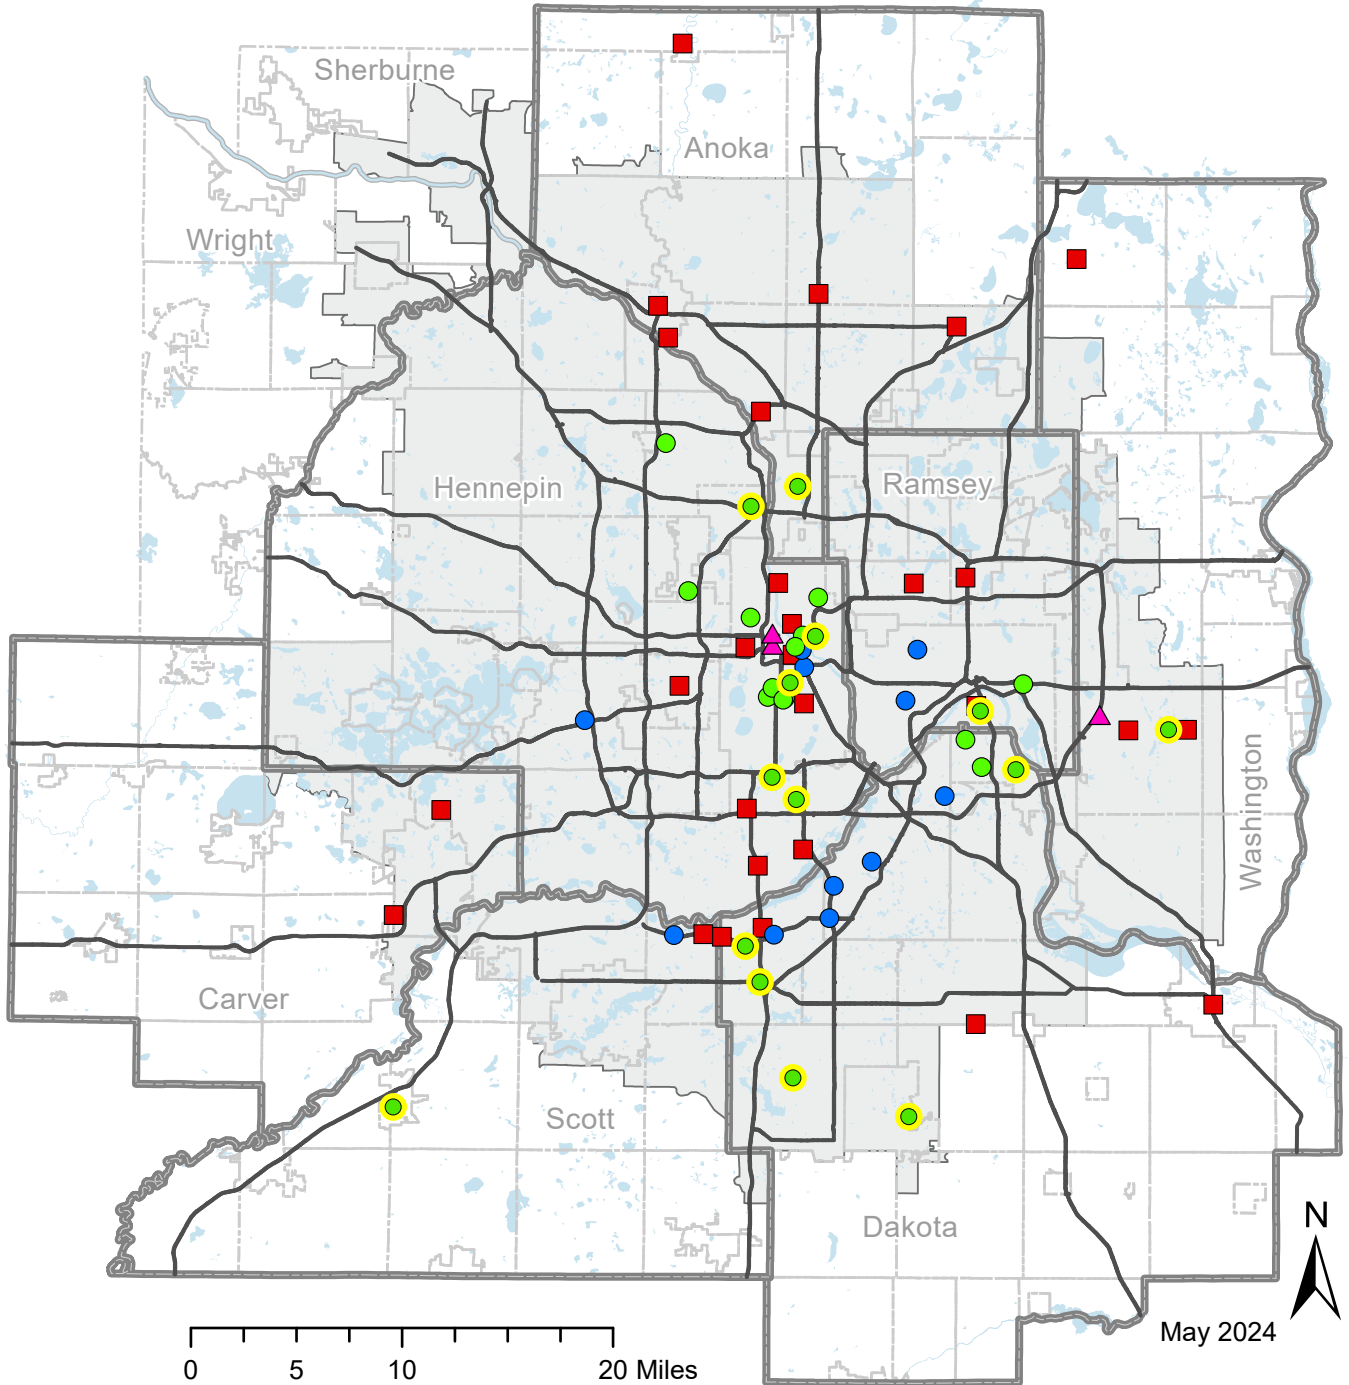 Sherburne
Anoka
Wright
Hennepin
Ramsey
Washington
Carver
Scott
Dakota
N
May 2024
0 5 10 20 Miles